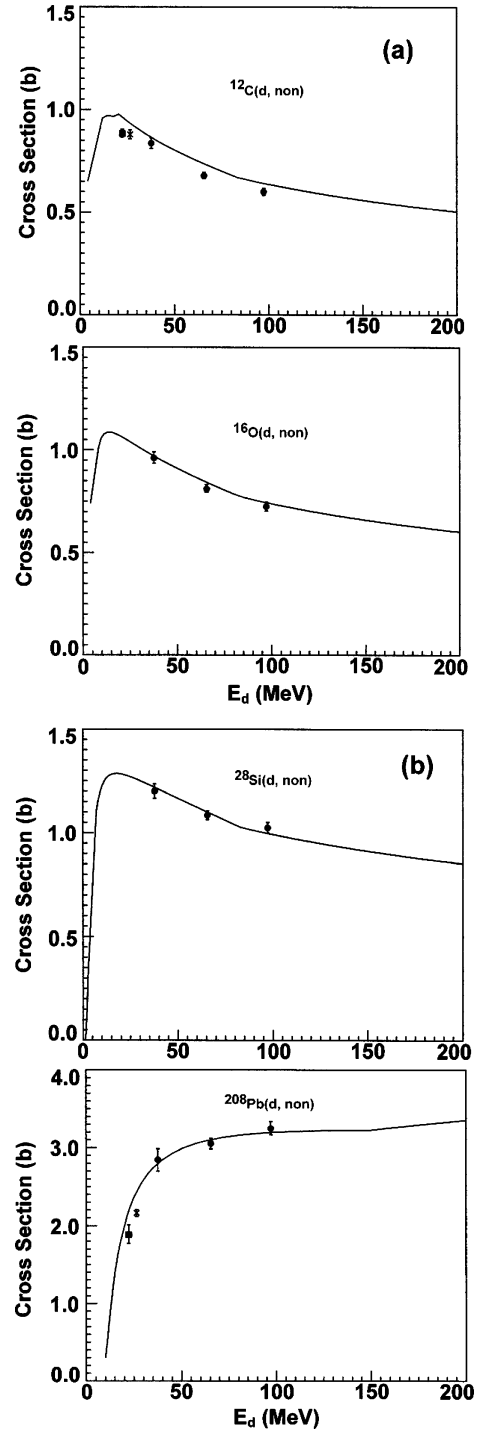 1.5
(a)
12C(d, non)
1.0
0.5
0.0
Cross Section (b)
0 50 100 150 200
1.5
16O(d, non)
1.0
0.5
0.0
Cross Section (b)
0 50 100 150 200
Ed (MeV)
1.5
(b)
28Si(d, non)
1.0
0.5
0.0
Cross Section (b)
0 50 100 150 200
4.0
208Pb(d, non)
3.0
2.0
1.0
0.0
Cross Section (b)
0 50 100 150 200
Ed (MeV)